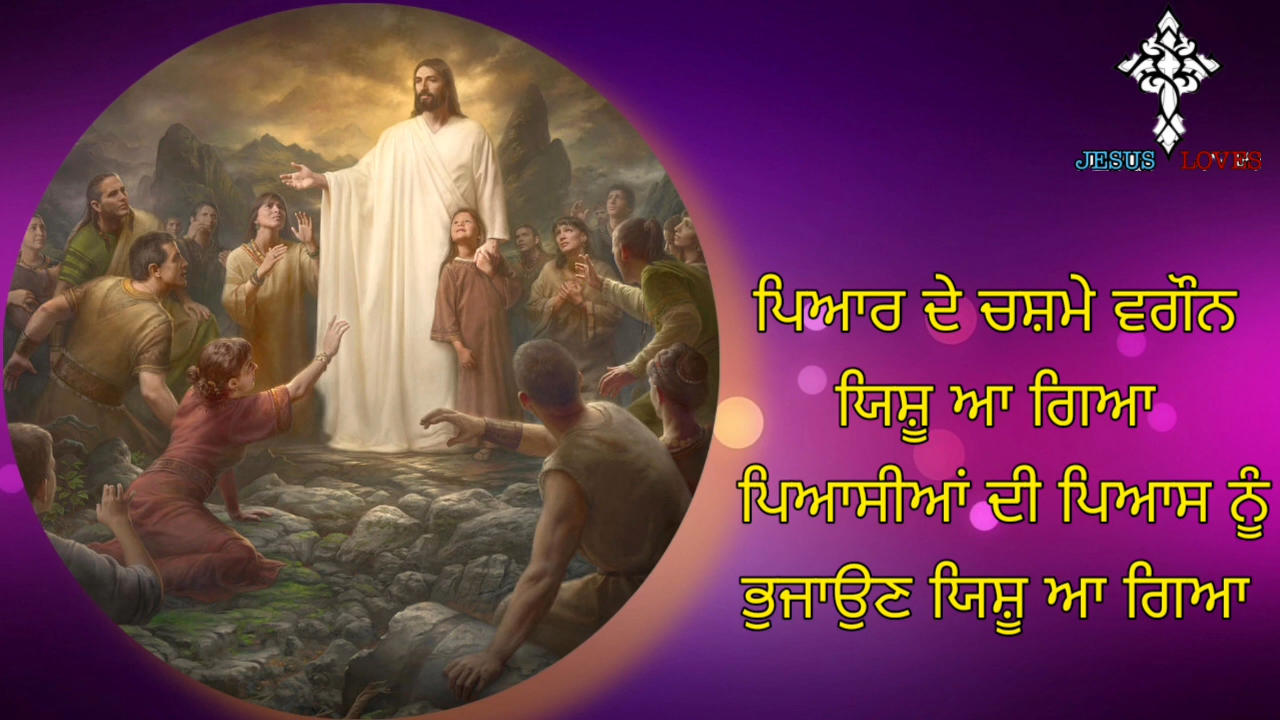 JESUS LOVES
ਪਿਆਰ ਦੇ ਚਸ਼ਮੇ ਵਗੌਨ
ਯਿਸ਼ੂ ਆ ਗਿਆ
ਪਿਆਸੀਆਂ ਦੀ ਪਿਆਸ ਨੂੰ
ਭੁਜਾਉਣ ਯਿਸ਼ੂ ਆ ਗਿਆ